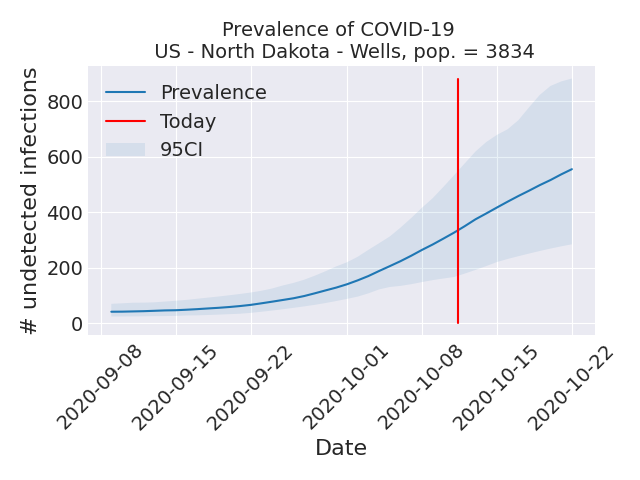 Prevalence of COVID-19
US - North Dakota - Wells, pop. = 3834
# undetected infections
800
600
400
200
0
Prevalence
Today
95CI
2020-09-08
2020-09-15
2020-09-22
2020-10-01
2020-10-08
2020-10-15
2020-10-22
Date